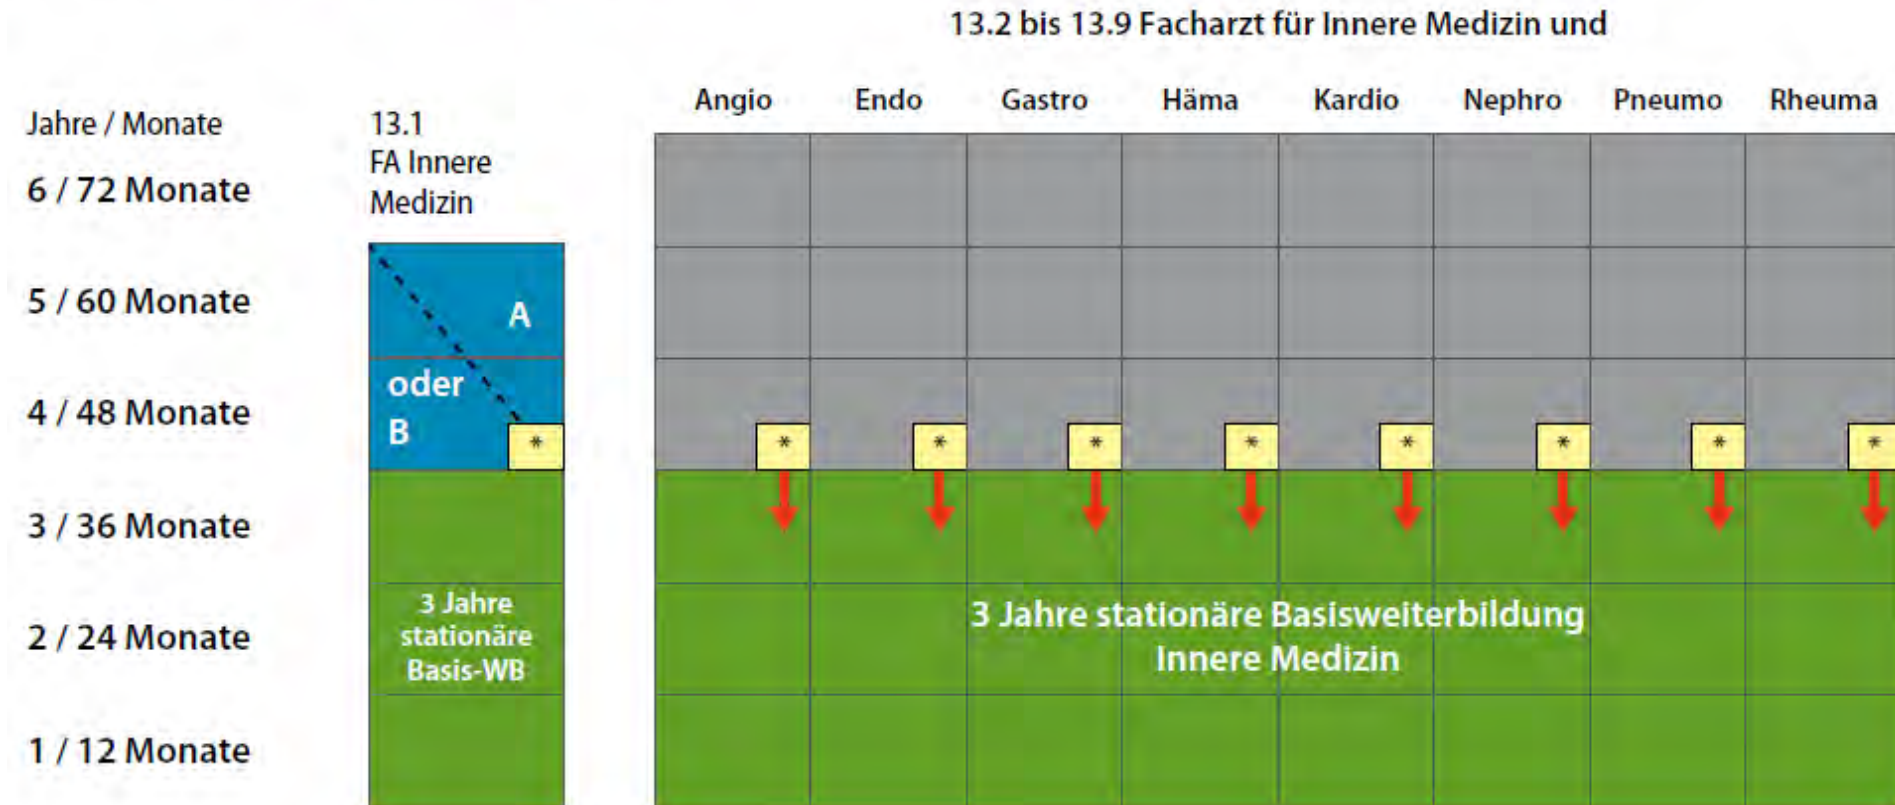 13.2 bis 13.9 Facharzt für Innere Medizin und
Angio Endo Gastro Häma Kardio Nephro Pneumo Rheuma
Jahre / Monate
13.1
FA Innere
Medizin
6 / 72 Monate
5 / 60 Monate
A
oder
B
4 / 48 Monate
* * * * * * * * *
3 / 36 Monate
3 Jahre
stationäre
Basis-WB
3 Jahre stationäre Basisweiterbildung
Innere Medizin
2 / 24 Monate
1 / 12 Monate